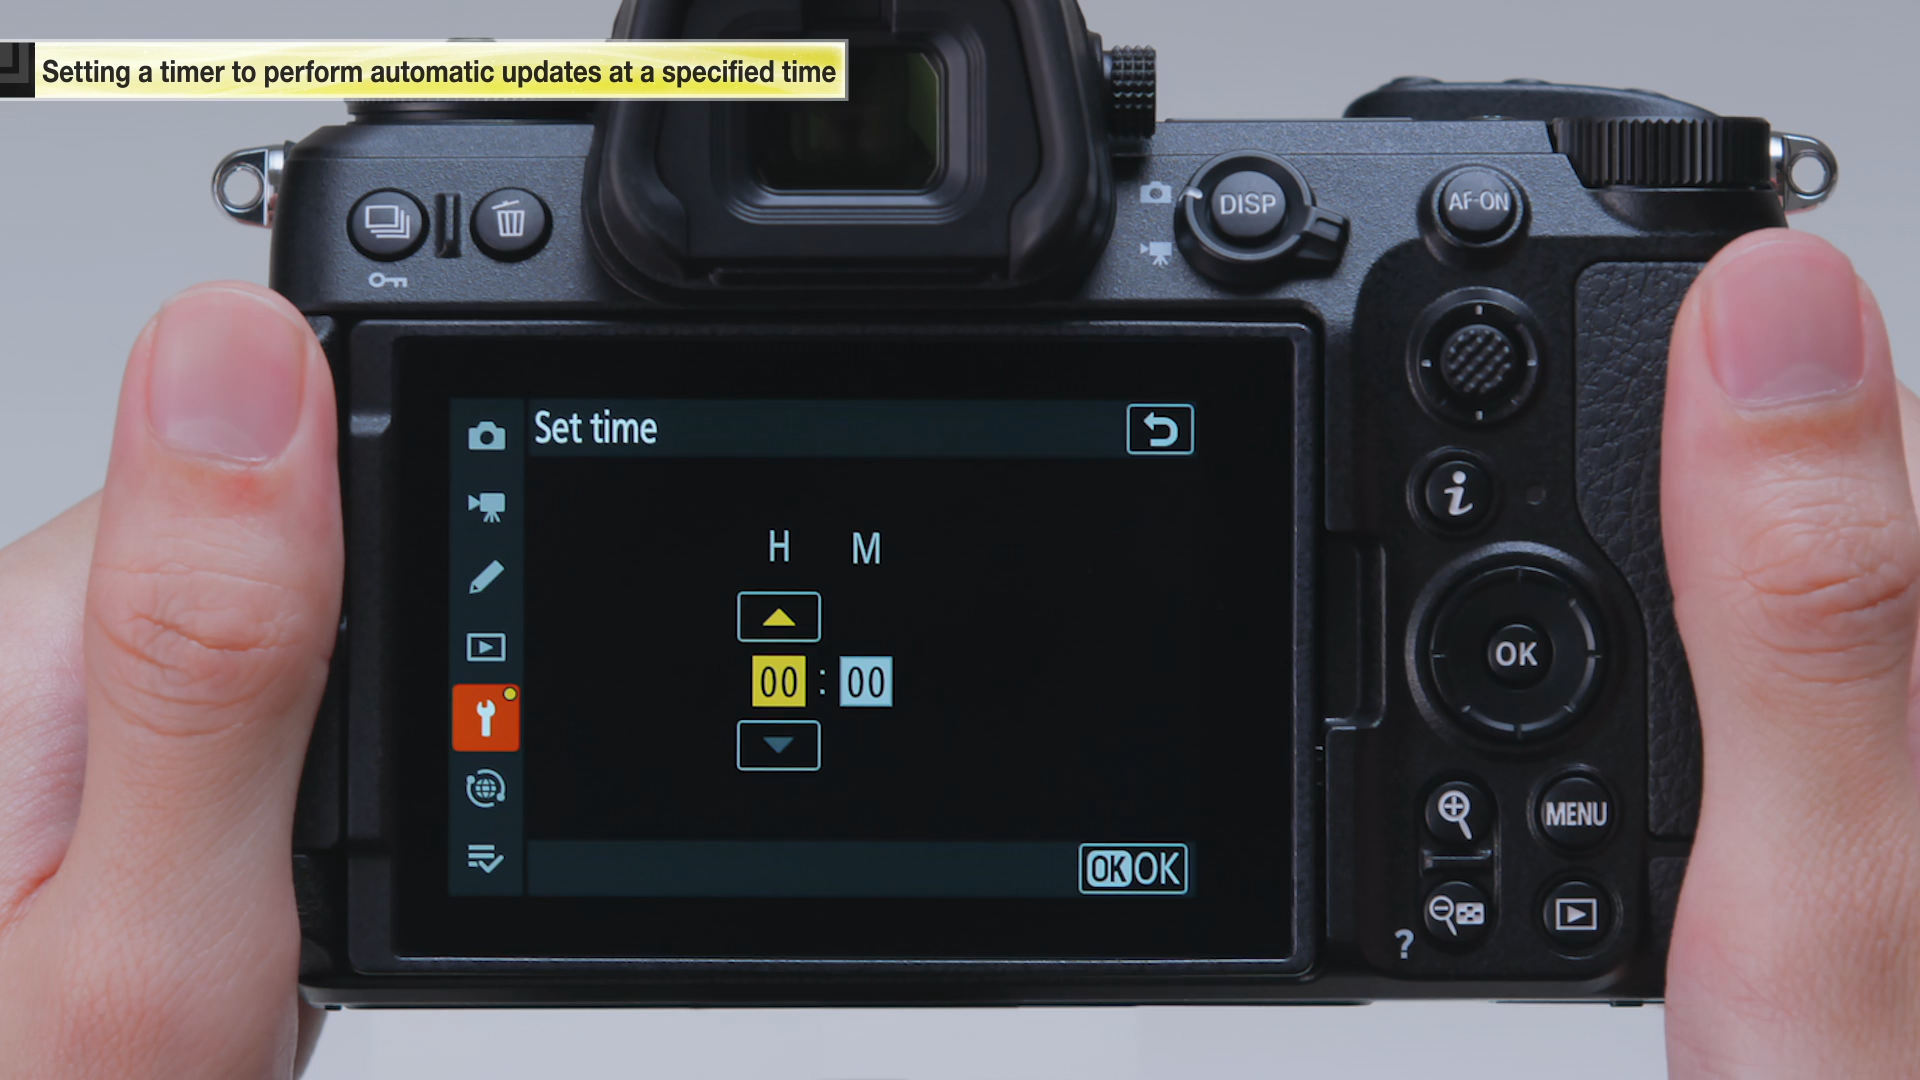 Setting a timer to perform automatic updates at a specified time
DISP
AF-ON
Set time
H M
00 : 00
OK OK
i
OK
MENU
?